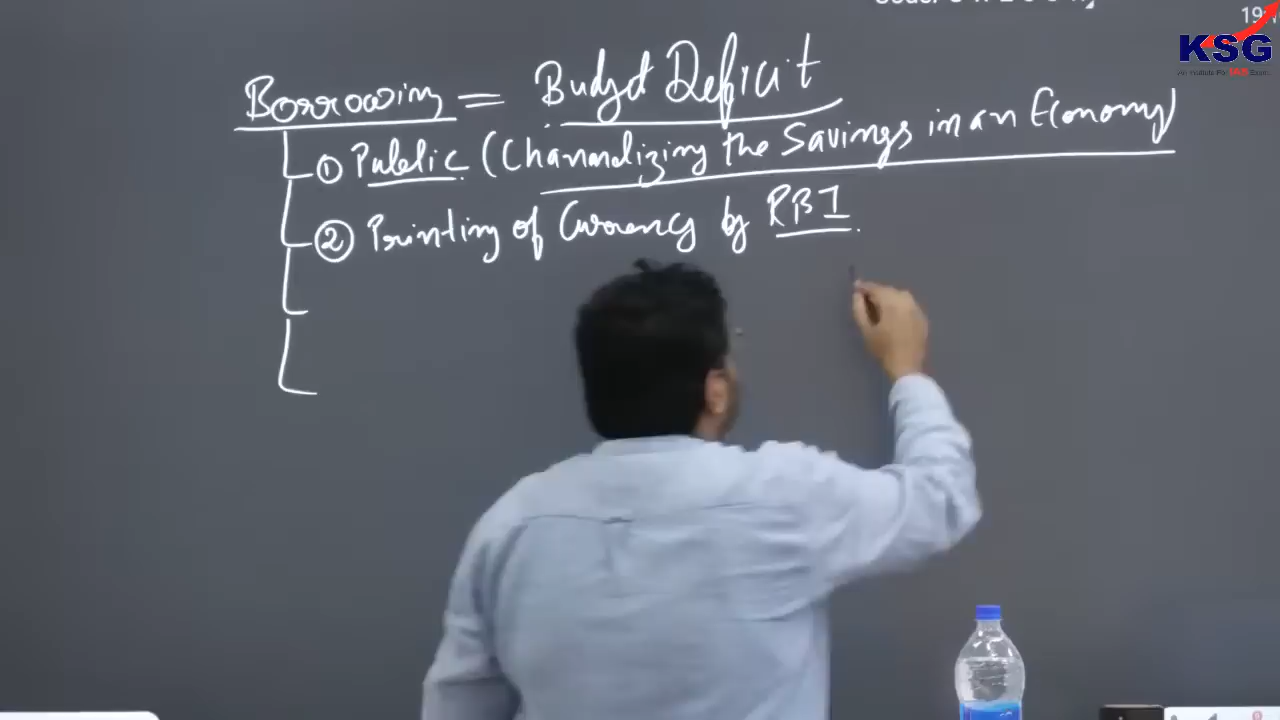 KSG
Borrowing = Budget Deficit
① Public (Channalizing the Savings in an Economy)
② Printing of Currency by RBI.